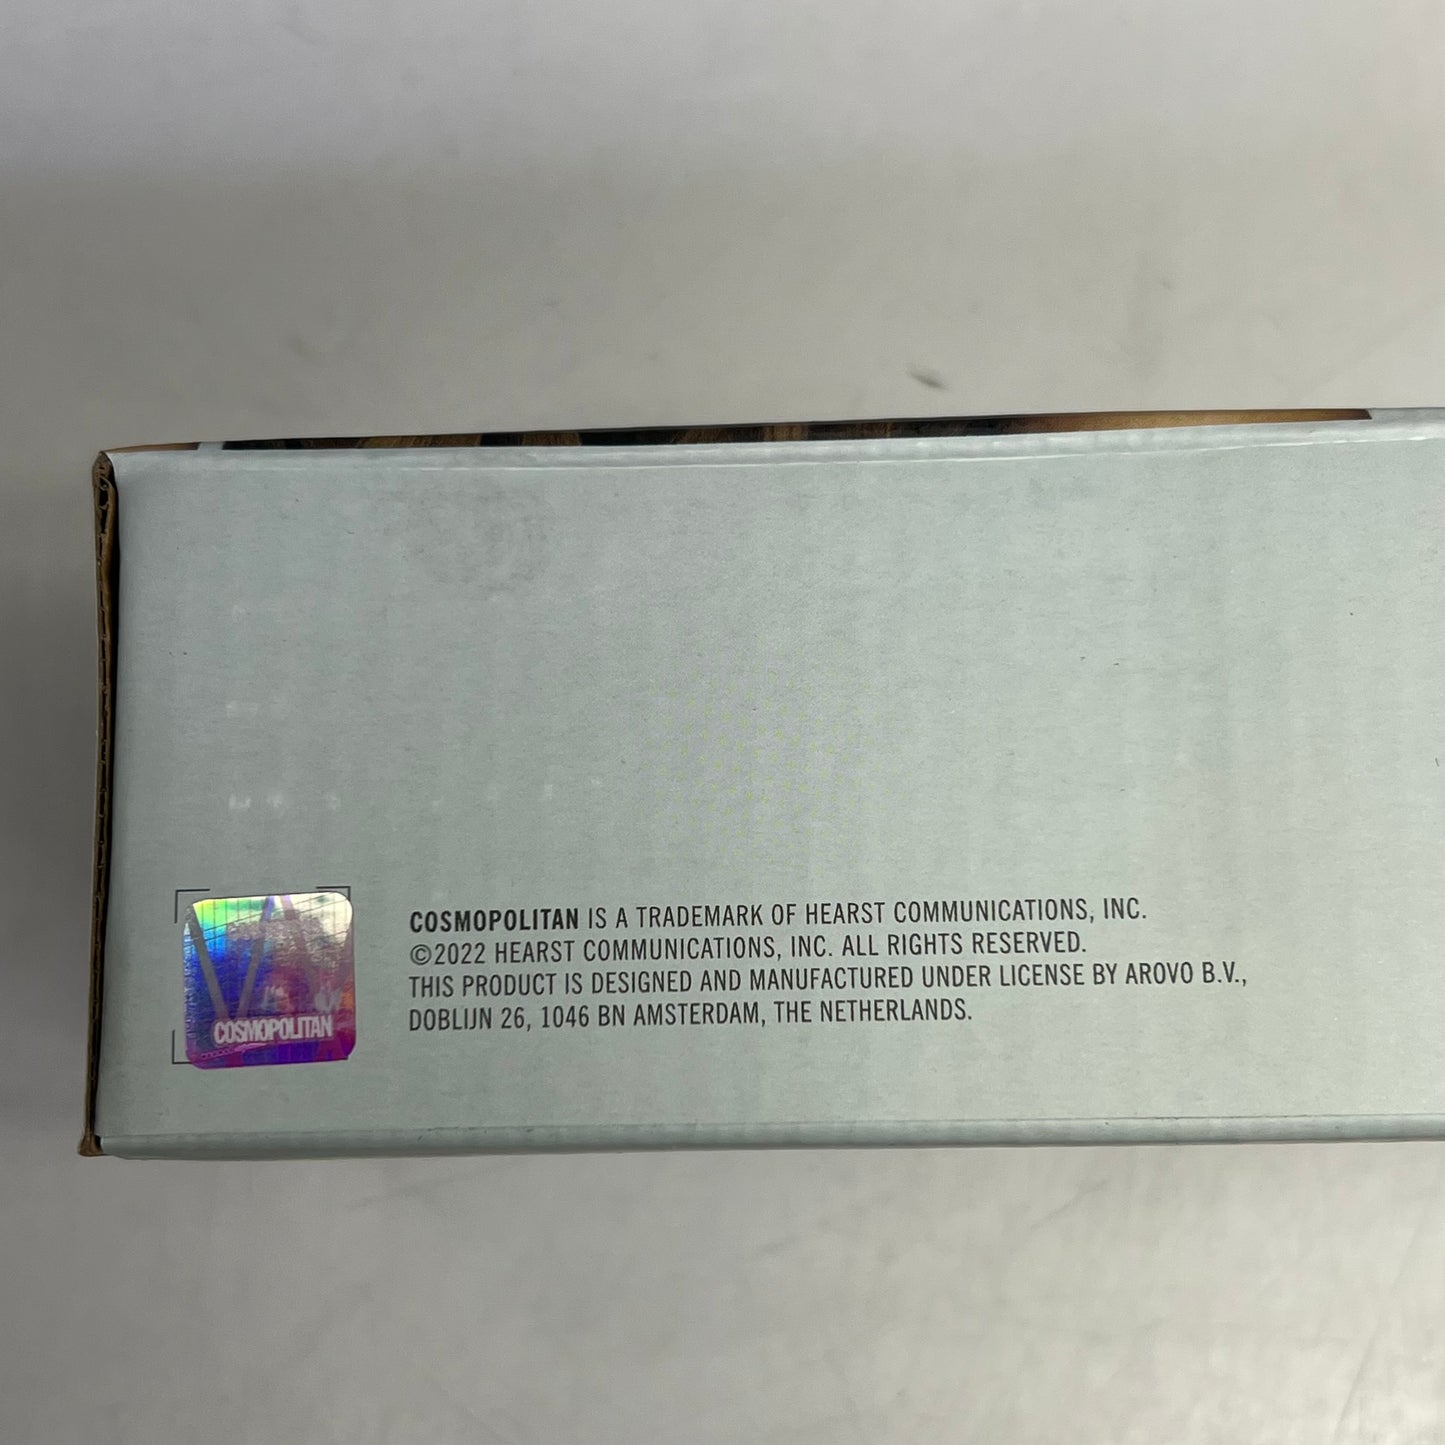 COSMOPOLITAN
COSMOPOLITAN IS A TRADEMARK OF HEARST COMMUNICATIONS, INC.
©2022 HEARST COMMUNICATIONS, INC. ALL RIGHTS RESERVED.
THIS PRODUCT IS DESIGNED AND MANUFACTURED UNDER LICENSE BY AROVO B.V.,
DOBLIJN 26, 1046 BN AMSTERDAM, THE NETHERLANDS.